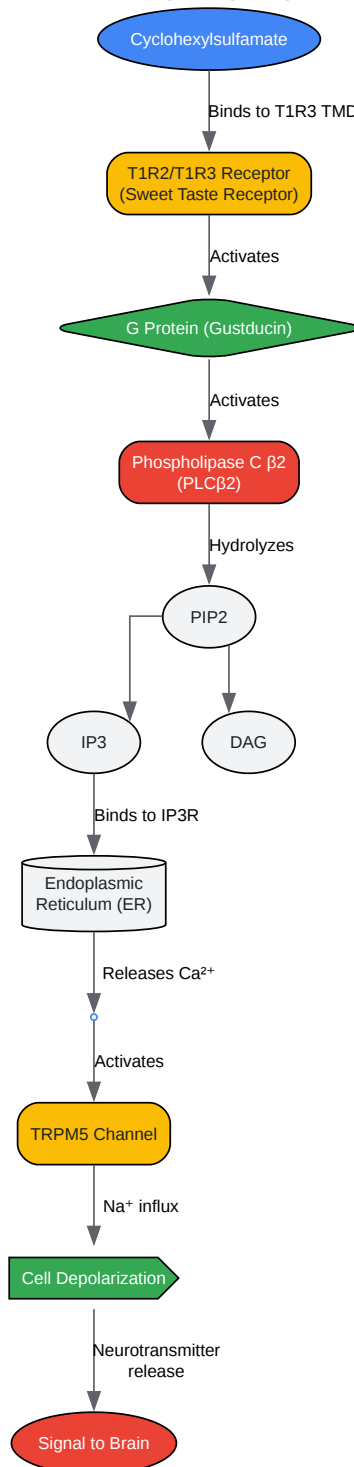 Cyclohexylsulfamate
Binds to T1R3 TMD
T1R2/T1R3 Receptor
(Sweet Taste Receptor)
Activates
G Protein (Gustducin)
Activates
Phospholipase C β2
(PLCβ2)
Hydrolyzes
PIP2
IP3
DAG
Binds to IP3R
Endoplasmic
Reticulum (ER)
Releases Ca²⁺
Activates
TRPM5 Channel
Na⁺ influx
Cell Depolarization
Neurotransmitter
release
Signal to Brain